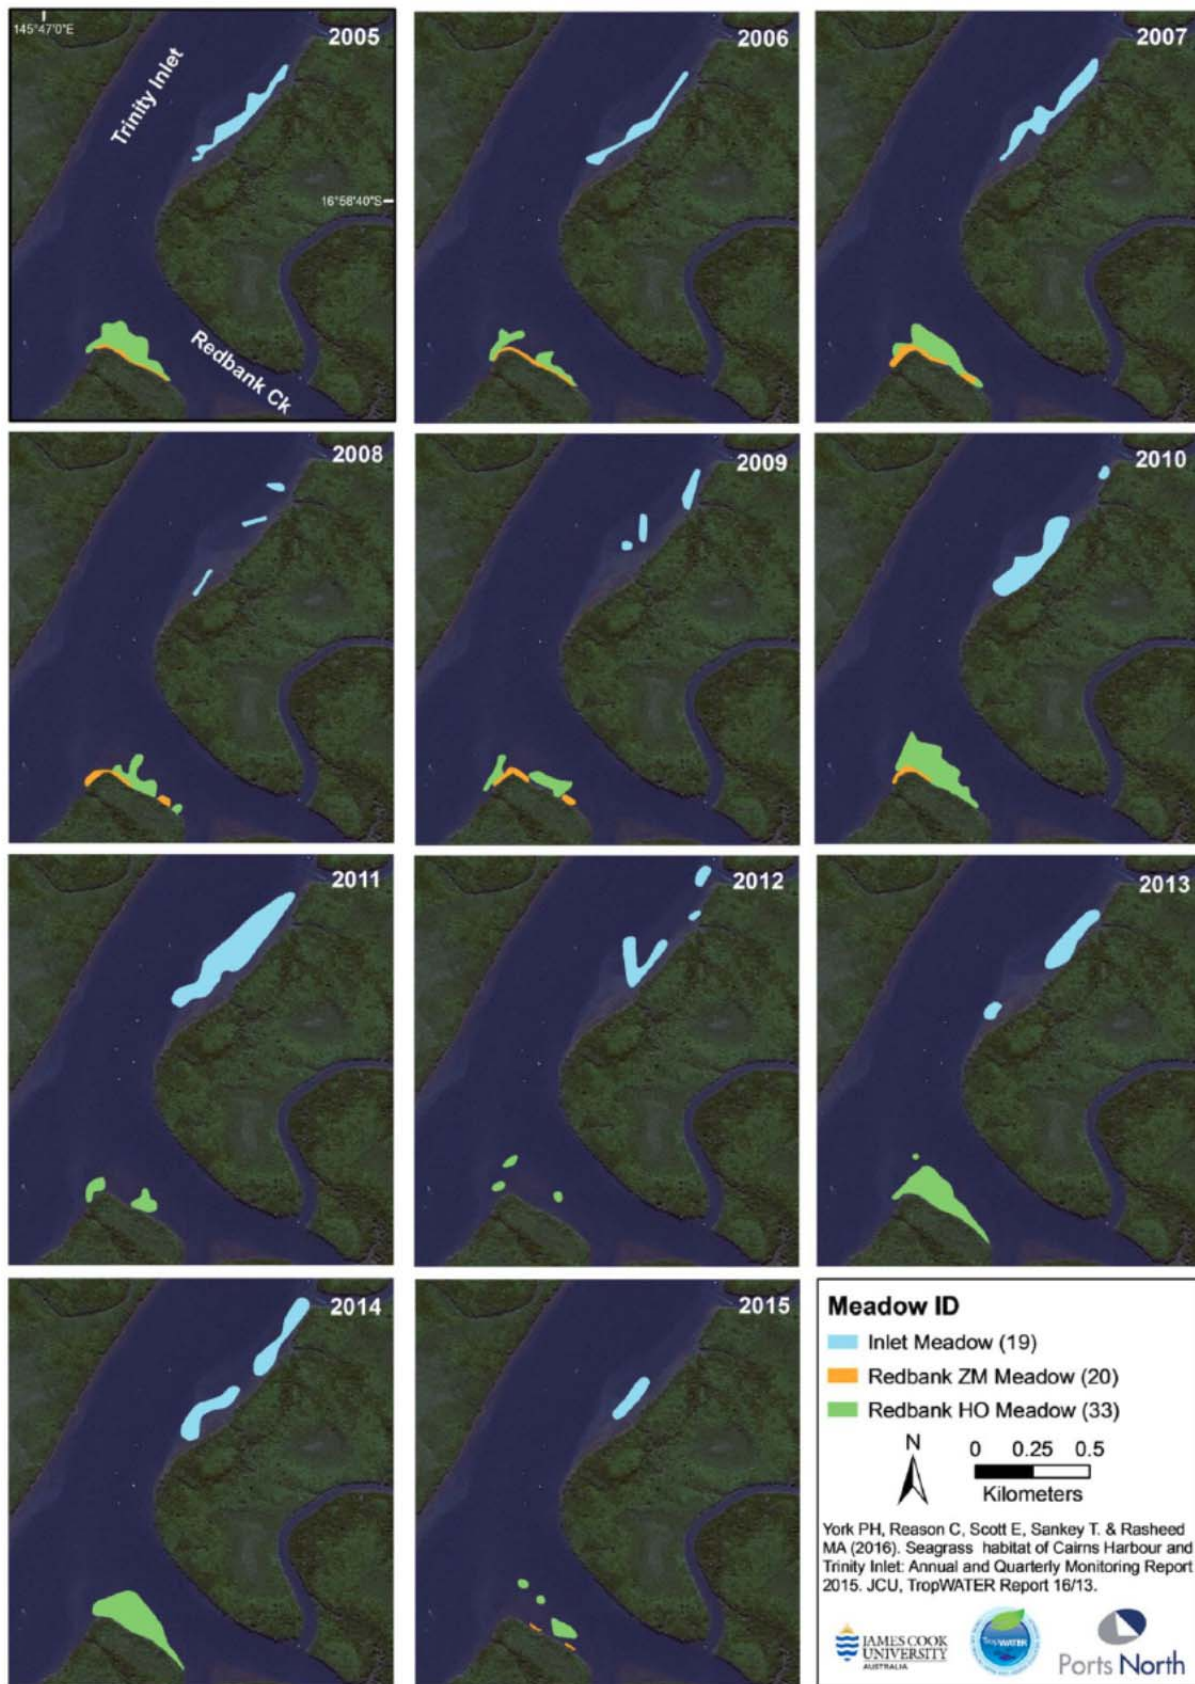 145°47'0"E
2005
Trinity Inlet
16°58'40"S
Redbank Ck
2006
2007
2008
2009
2010
2011
2012
2013
2014
2015
Meadow ID
Inlet Meadow (19)
Redbank ZM Meadow (20)
Redbank HO Meadow (33)
N
0 0.25 0.5
Kilometers
York PH, Reason C, Scott E, Sankey T. & Rasheed
MA (2016). Seagrass habitat of Cairns Harbour and
Trinity Inlet: Annual and Quarterly Monitoring Report
2015. JCU, TropWATER Report 16/13.
JAMES COOK
UNIVERSITY
AUSTRALIA
TropWATER
Ports North